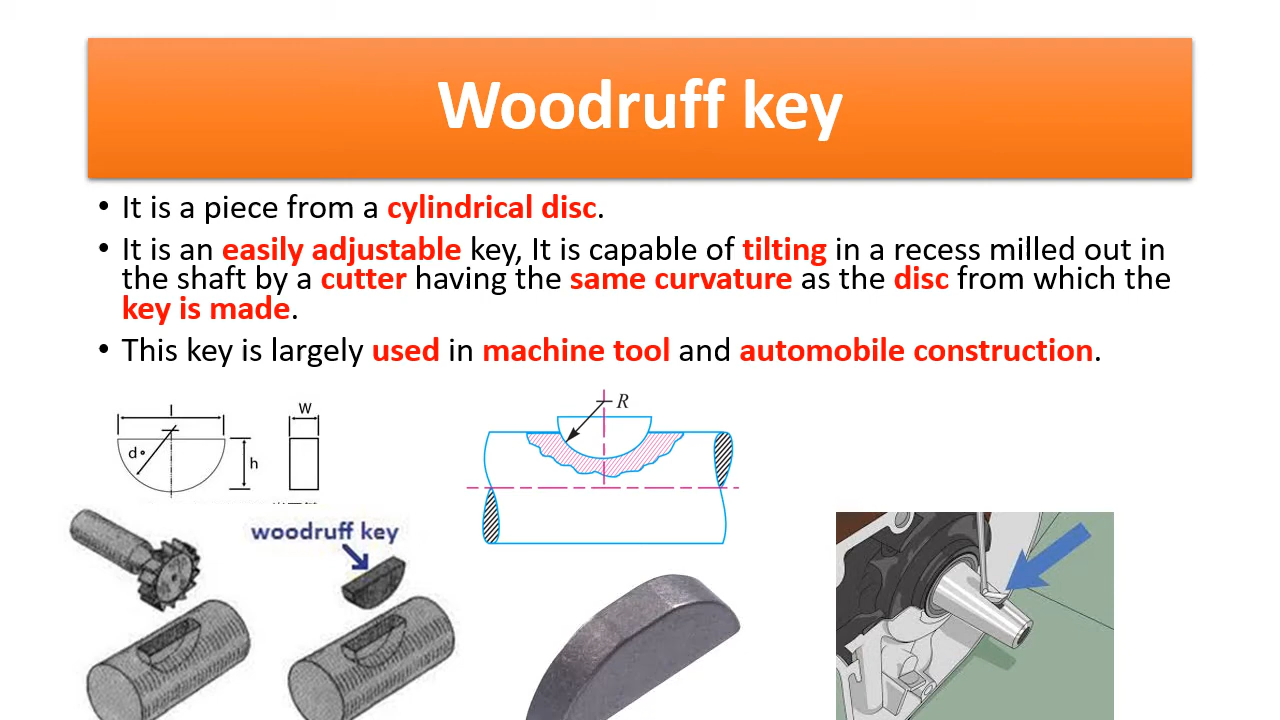 Woodruff key
• It is a piece from a cylindrical disc.
• It is an easily adjustable key, It is capable of tilting in a recess milled out in
the shaft by a cutter having the same curvature as the disc from which the
key is made.
• This key is largely used in machine tool and automobile construction.
l
W
d
h
R
woodruff key